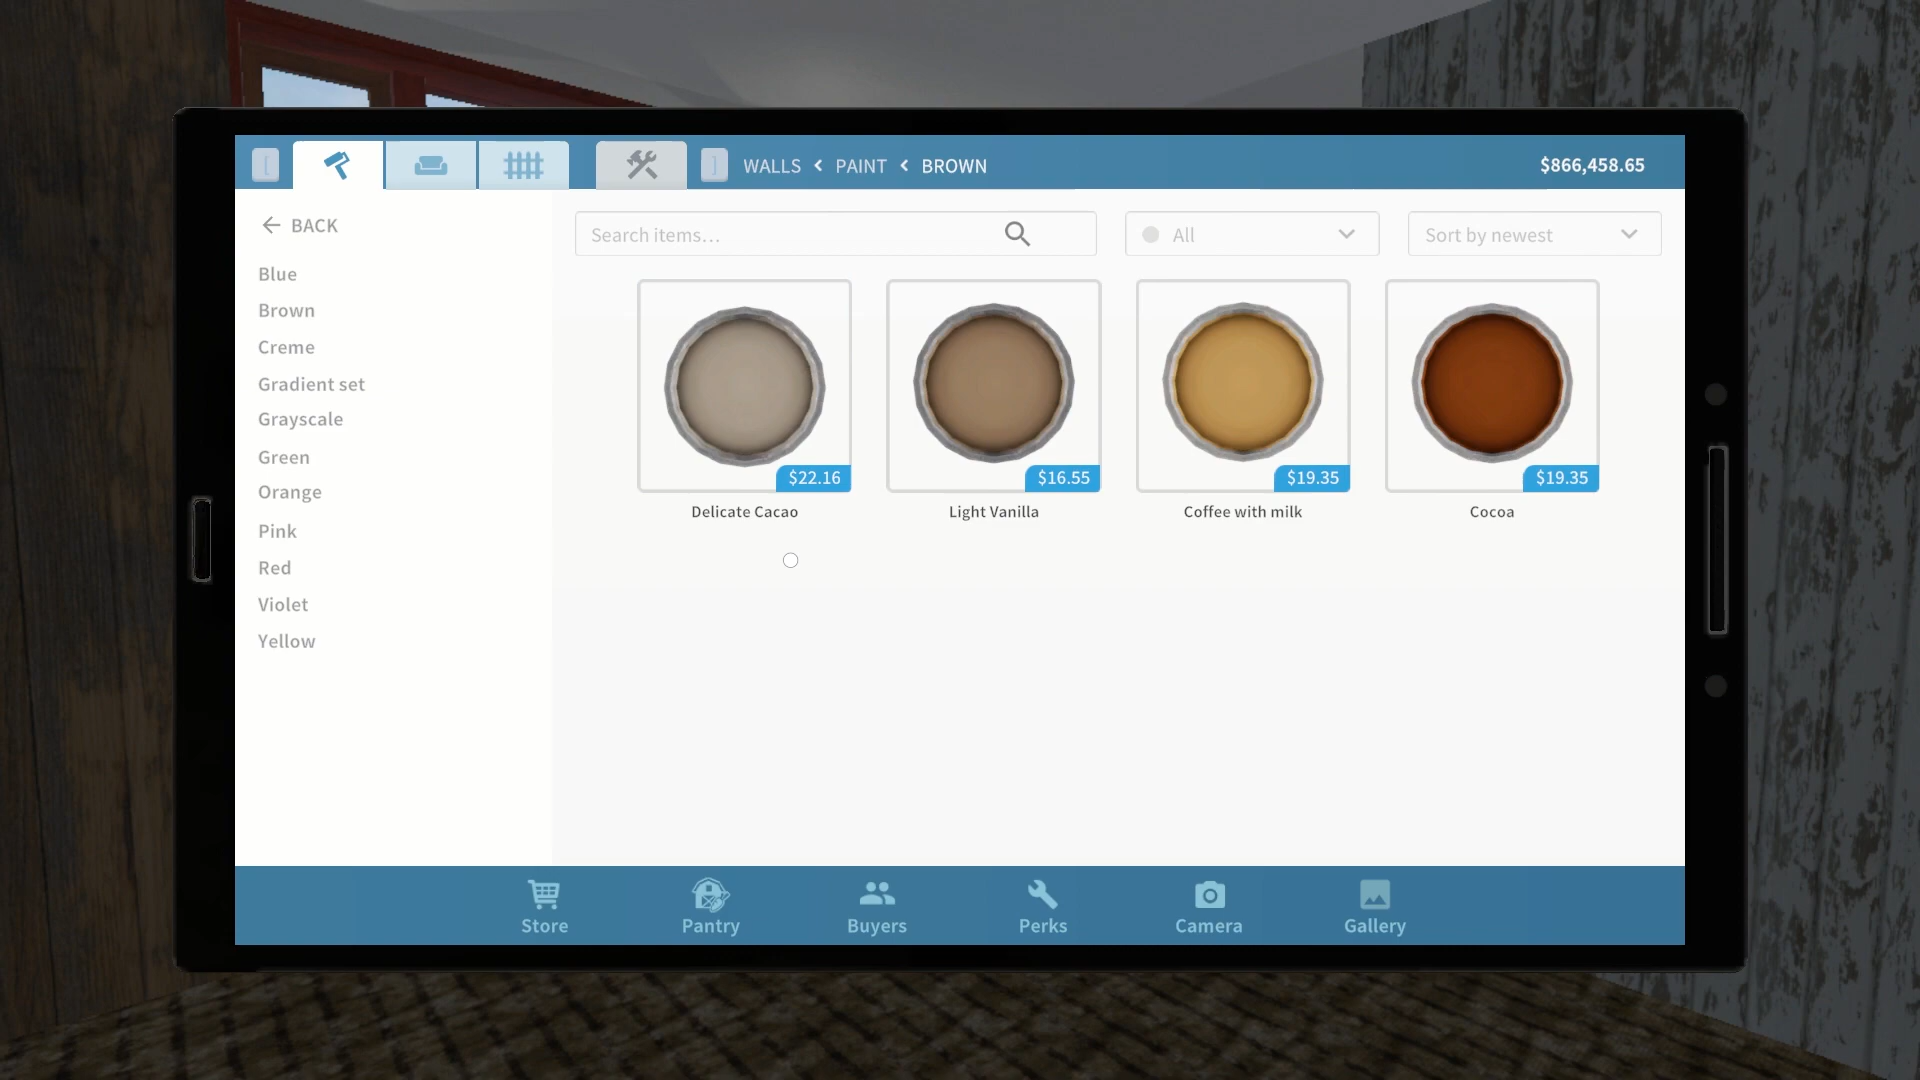 [
]
WALLS < PAINT < BROWN
$866,458.65
BACK
Search items...
All
Sort by newest
Blue
Brown
Creme
Gradient set
Grayscale
Green
Orange
Pink
Red
Violet
Yellow
$22.16
$16.55
$19.35
$19.35
Delicate Cacao
Light Vanilla
Coffee with milk
Cocoa
Store
Pantry
Buyers
Perks
Camera
Gallery